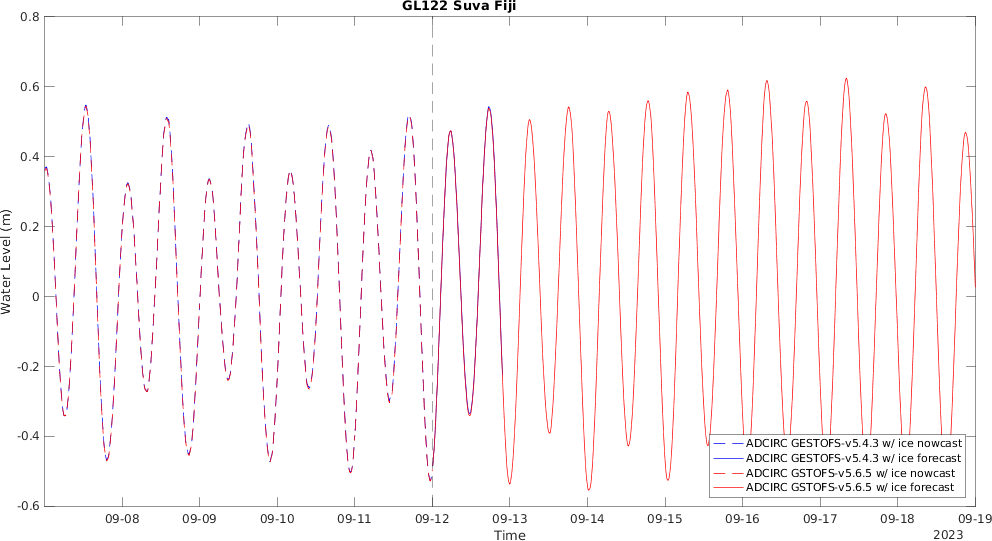 GL122 Suva Fiji
0.8
0.6
0.4
0.2
0
-0.2
-0.4
-0.6
Water Level (m)
ADCIRC GESTOFS-v5.4.3 w/ ice nowcast
ADCIRC GESTOFS-v5.4.3 w/ ice forecast
ADCIRC GSTOFS-v5.6.5 w/ ice nowcast
ADCIRC GSTOFS-v5.6.5 w/ ice forecast
09-08 09-09 09-10 09-11 09-12 09-13 09-14 09-15 09-16 09-17 09-18 09-19
Time
2023